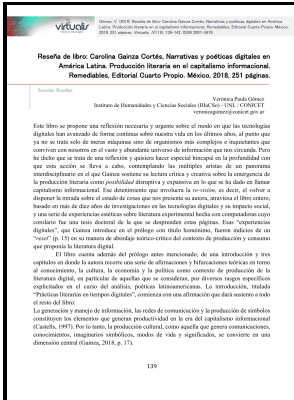 virtualis
Gómez, V. (2019) Reseña de libro: Carolina Gainza Cortés, Narrativas y poéticas digitales en América
Latina. Producción literaria en el capitalismo informacional. Remediables, Editorial Cuarto Propio. México,
2018, 251 páginas. Virtualis, 10(19), 139-142, ISSN:2007-2678.
Reseña de libro: Carolina Gainza Cortés, Narrativas y poéticas digitales en
América Latina. Producción literaria en el capitalismo informacional.
Remediables, Editorial Cuarto Propio. México, 2018, 251 páginas.
Sección: Reseñas
Verónica Paula Gómez
Instituto de Humanidades y Ciencias Sociales (IHuCSo) - UNL / CONICET
veronicagomez@conicet.gov.ar
Este libro se propone una reflexión necesaria y urgente sobre el modo en que las tecnologías
digitales han avanzado de forma continua sobre nuestra vida en los últimos años, al punto que
ya no se trata solo de meras máquinas sino de organismos más complejos e inquietantes que
conviven con nosotros en el vasto y abundante universo de información que nos circunda. Pero
he dicho que se trata de una reflexión y quisiera hacer especial hincapié en la profundidad con
que esta acción se lleva a cabo, contemplando las múltiples aristas de un panorama
interdisciplinario en el que Gainza sostiene su lectura crítica y creativa sobre la emergencia de
la producción literaria como posibilidad disruptiva y expansiva en lo que se ha dado en llamar
capitalismo informacional. Ese detenimiento que involucra la re-visión, es decir, el volver a
disponer la mirada sobre el estado de cosas que nos presenta su autora, atraviesa el libro entero,
basado en más de diez años de investigaciones en las tecnologías digitales y su impacto social,
y una serie de experiencias estéticas sobre literatura experimental hecha con computadoras cuyo
corolario fue una tesis doctoral de la que se desprenden estas páginas. Esas "experiencias
digitales", que Gainza introduce en el prólogo con título homónimo, fueron indicios de un
"reset" (p. 15) en su manera de abordaje teórico-crítico del contexto de producción y consumo
que proponía la literatura digital.
El libro cuenta además del prólogo antes mencionado, de una introducción y tres
capítulos en donde la autora recorre una serie de afirmaciones y bifurcaciones teóricas en torno
al conocimiento, la cultura, la economía y la política como contexto de producción de la
literatura digital, en particular de aquellas que se consideran, por diversos rasgos específicos
explicitados en el curso del análisis, poéticas latinoamericanas. La introducción, titulada
"Prácticas literarias en tiempos digitales", comienza con una afirmación que dará sustento a todo
el resto del libro:
La generación y manejo de información, las redes de comunicación y la producción de símbolos
constituyen los elementos que generan productividad en la era del capitalismo informacional
(Castells, 1997). Por lo tanto, la producción cultural, como aquella que genera comunicaciones,
conocimientos, imaginarios simbólicos, modos de vida y significados, se convierte en una
dimensión central (Gainza, 2018, p. 17).
139